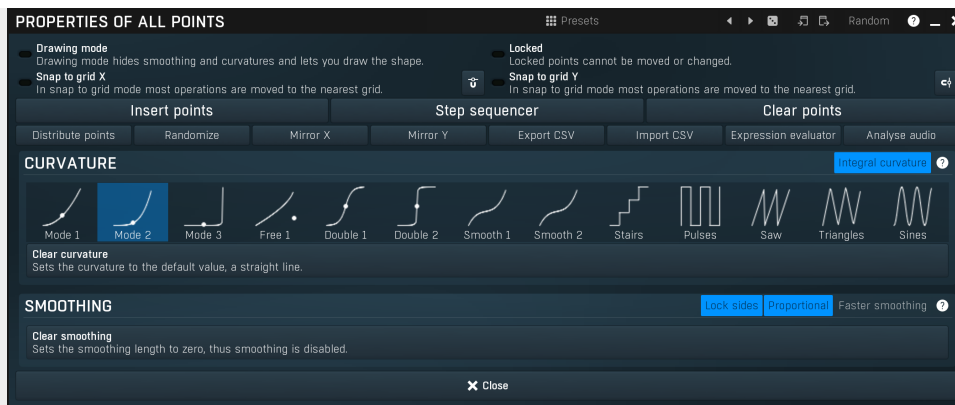 PROPERTIES OF ALL POINTS Presets Random ?
Drawing mode Locked
Drawing mode hides smoothing and curvatures and lets you draw the shape. Locked points cannot be moved or changed.
Snap to grid X Snap to grid Y
In snap to grid mode most operations are moved to the nearest grid. In snap to grid mode most operations are moved to the nearest grid.
Insert points Step sequencer Clear points
Distribute points Randomize Mirror X Mirror Y Export CSV Import CSV Expression evaluator Analyse audio
CURVATURE Integral curvature ?
Mode 1 Mode 2 Mode 3 Free 1 Double 1 Double 2 Smooth 1 Smooth 2 Stairs Pulses Saw Triangles Sines
Clear curvature
Sets the curvature to the default value, a straight line.
SMOOTHING Lock sides Proportional Faster smoothing ?
Clear smoothing
Sets the smoothing length to zero, thus smoothing is disabled.
Close